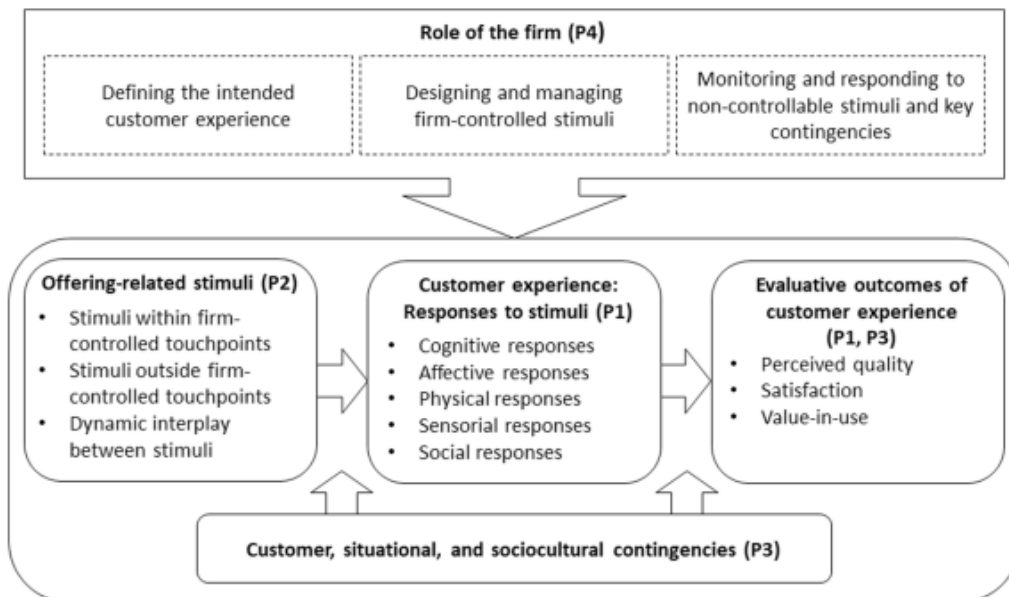 Role of the firm (P4)
Defining the intended
customer experience
Designing and managing
firm-controlled stimuli
Monitoring and responding to
non-controllable stimuli and key
contingencies
Offering-related stimuli (P2)
• Stimuli within firm-
controlled touchpoints
• Stimuli outside firm-
controlled touchpoints
• Dynamic interplay
between stimuli
Customer experience:
Responses to stimuli (P1)
• Cognitive responses
• Affective responses
• Physical responses
• Sensorial responses
• Social responses
Evaluative outcomes of
customer experience
(P1, P3)
• Perceived quality
• Satisfaction
• Value-in-use
Customer, situational, and sociocultural contingencies (P3)